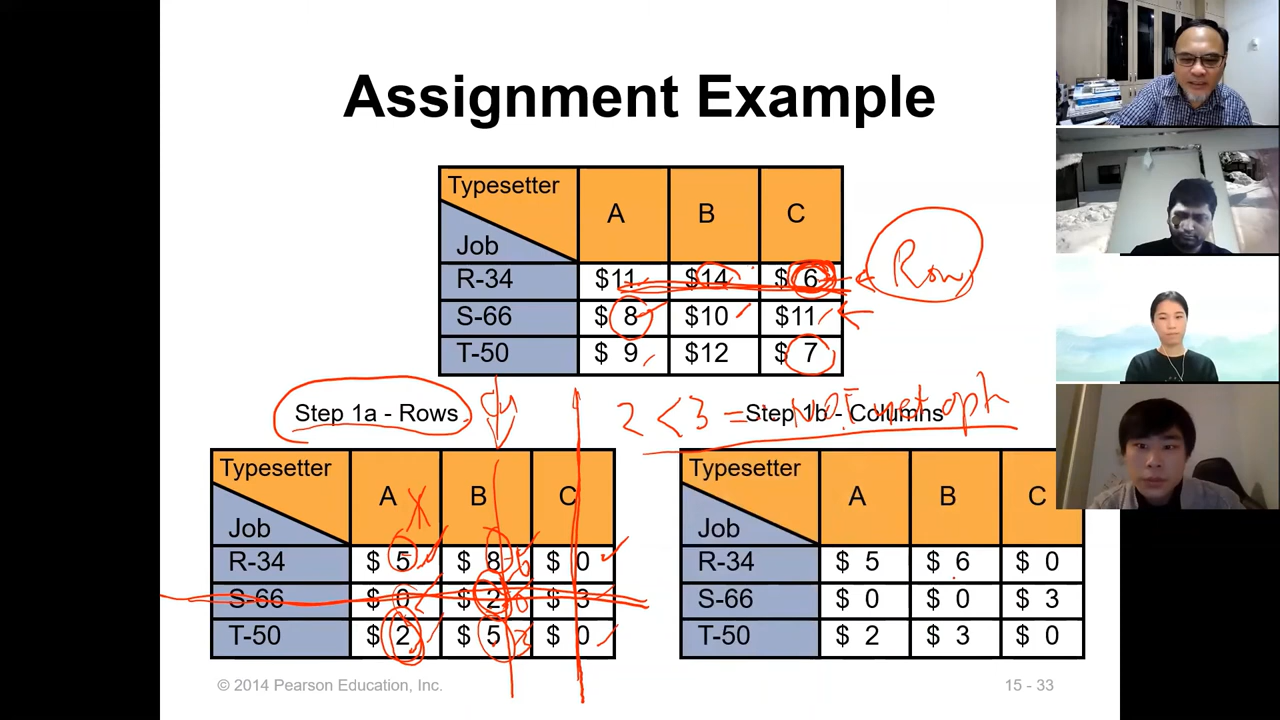 Assignment Example
Typesetter
Job
A B C
R-34 $11 $14 $ 6
Row
S-66 $ 8 $10 $11
T-50 $ 9 $12 $ 7
Step 1a - Rows
2 < 3 = NOT met
Step 1b - Columns
Typesetter
Job
A B C
R-34 $ 5 $ 8 $ 0
S-66 $ 0 $ 2 $ 3
T-50 $ 2 $ 5 $ 0
Typesetter
Job
A B C
R-34 $ 5 $ 6 $ 0
S-66 $ 0 $ 0 $ 3
T-50 $ 2 $ 3 $ 0
© 2014 Pearson Education, Inc.
15 - 33